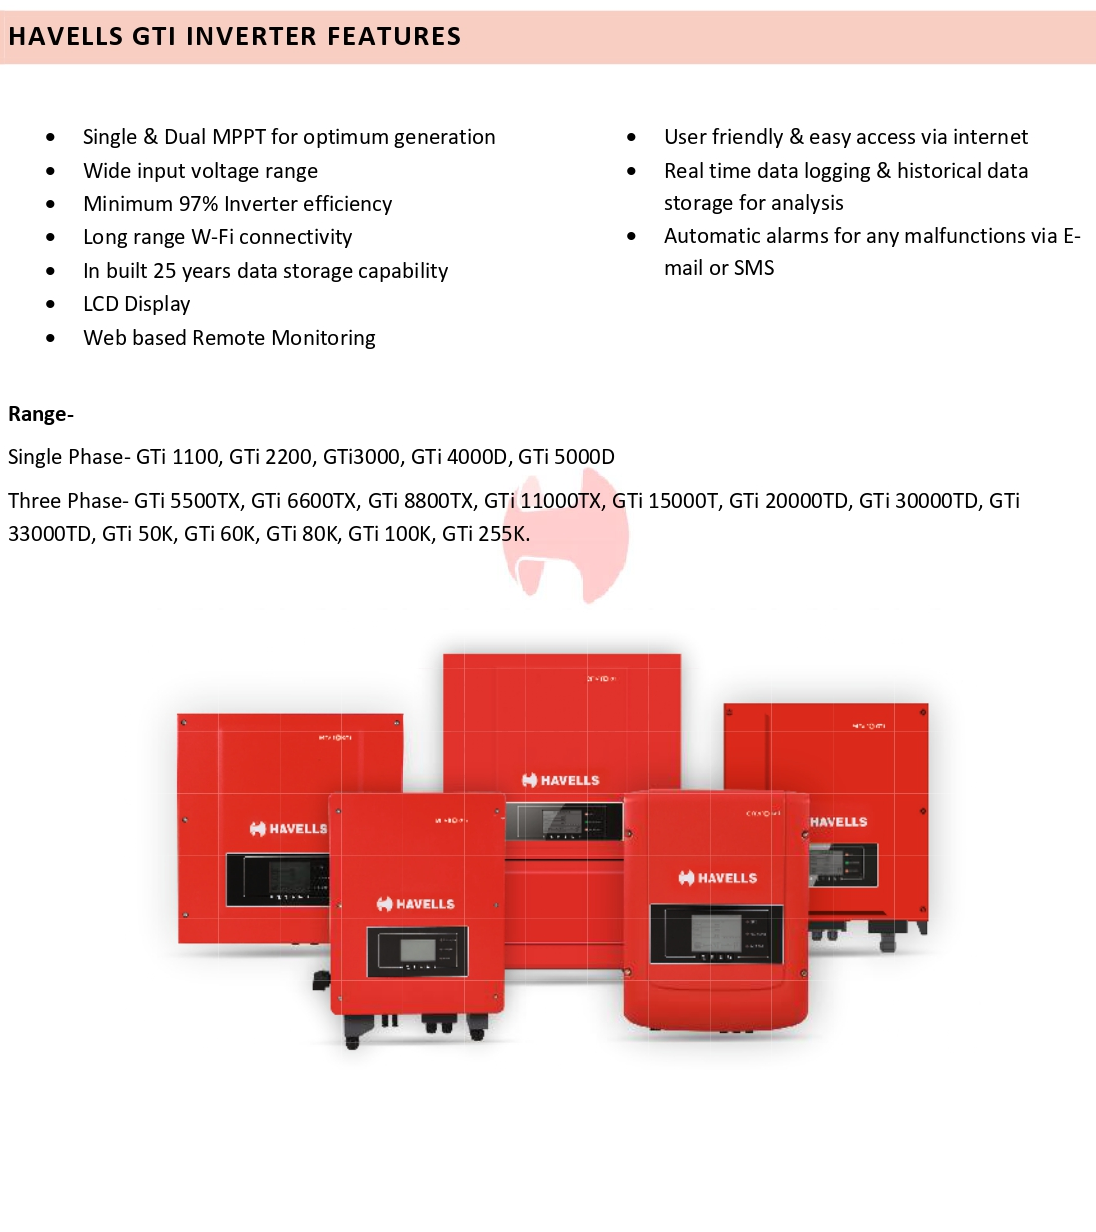 HAVELLS GTI INVERTER FEATURES
• Single & Dual MPPT for optimum generation
• Wide input voltage range
• Minimum 97% Inverter efficiency
• Long range W-Fi connectivity
• In built 25 years data storage capability
• LCD Display
• Web based Remote Monitoring
• User friendly & easy access via internet
• Real time data logging & historical data
storage for analysis
• Automatic alarms for any malfunctions via E-
mail or SMS
Range-
Single Phase- GTi 1100, GTi 2200, GTi3000, GTi 4000D, GTi 5000D
Three Phase- GTi 5500TX, GTi 6600TX, GTi 8800TX, GTi 11000TX, GTi 15000T, GTi 20000TD, GTi 30000TD, GTi
33000TD, GTi 50K, GTi 60K, GTi 80K, GTi 100K, GTi 255K.
HAVELLS
HAVELLS
HAVELLS
HAVELLS
HAVELLS